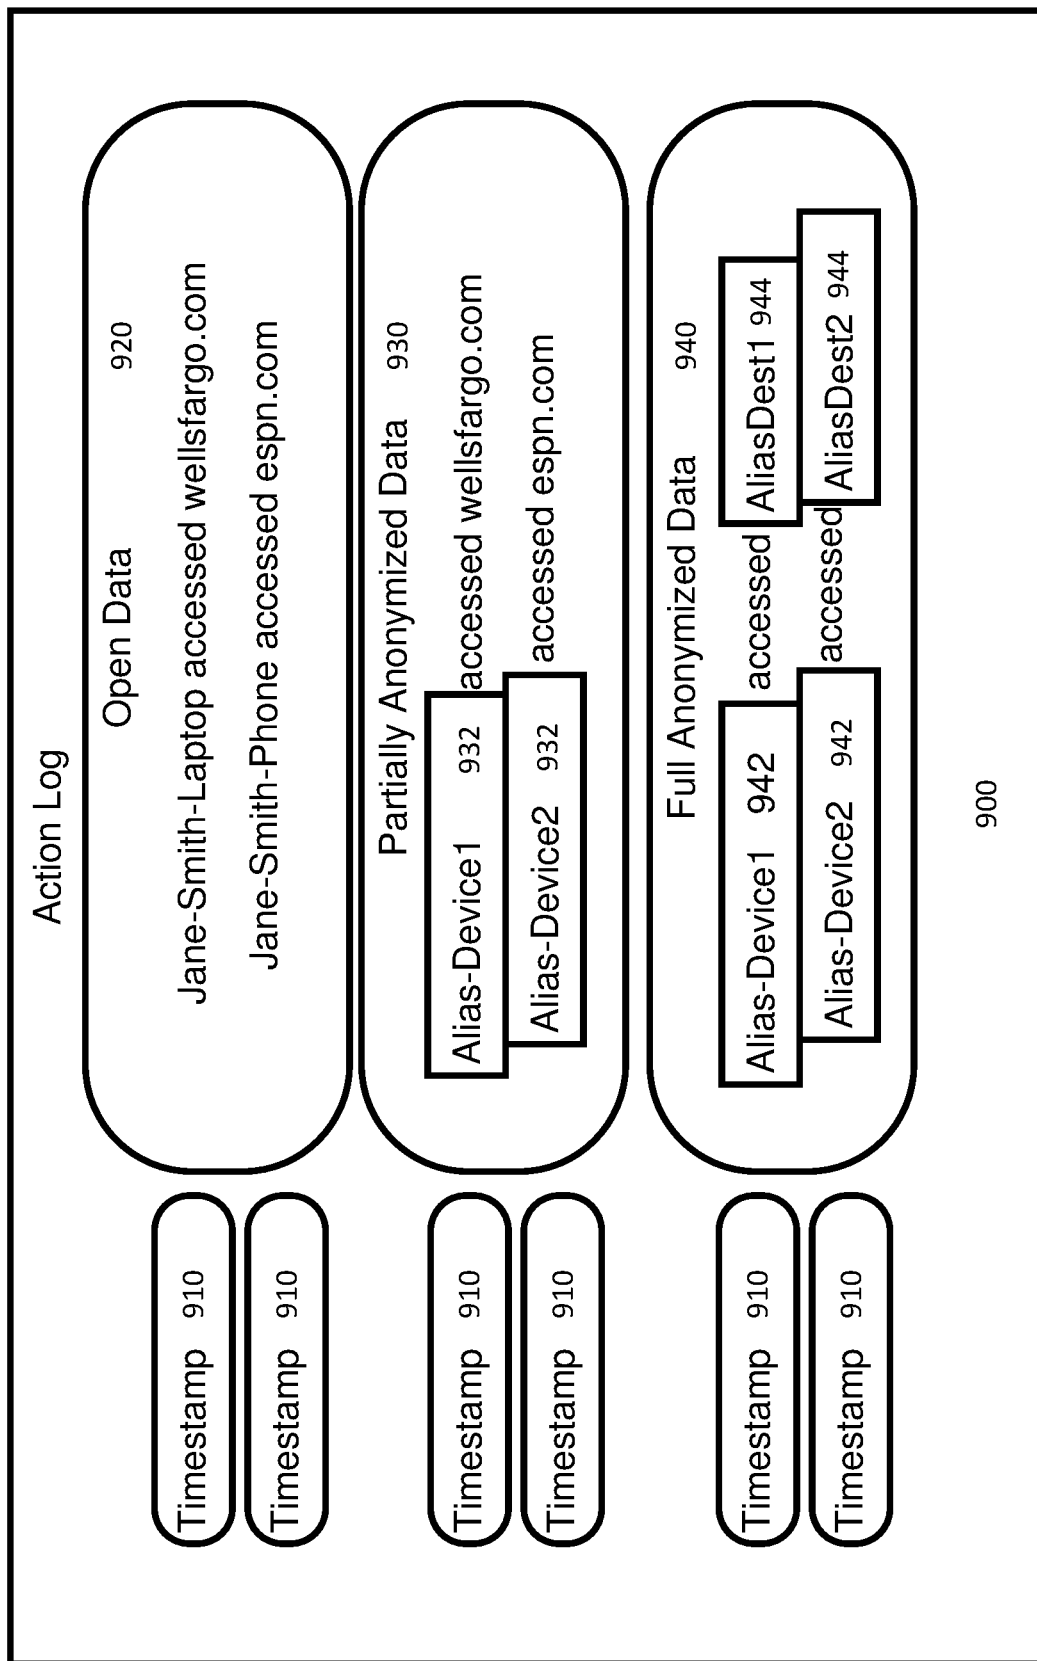 Action Log
Open Data 920
Timestamp 910 Jane-Smith-Laptop accessed wellsfargo.com
Timestamp 910 Jane-Smith-Phone accessed espn.com
Partially Anonymized Data 930
Timestamp 910 Alias-Device1 932 accessed wellsfargo.com
Timestamp 910 Alias-Device2 932 accessed espn.com
Full Anonymized Data 940
Timestamp 910 Alias-Device1 942 accessed AliasDest1 944
Timestamp 910 Alias-Device2 942 accessed AliasDest2 944
900